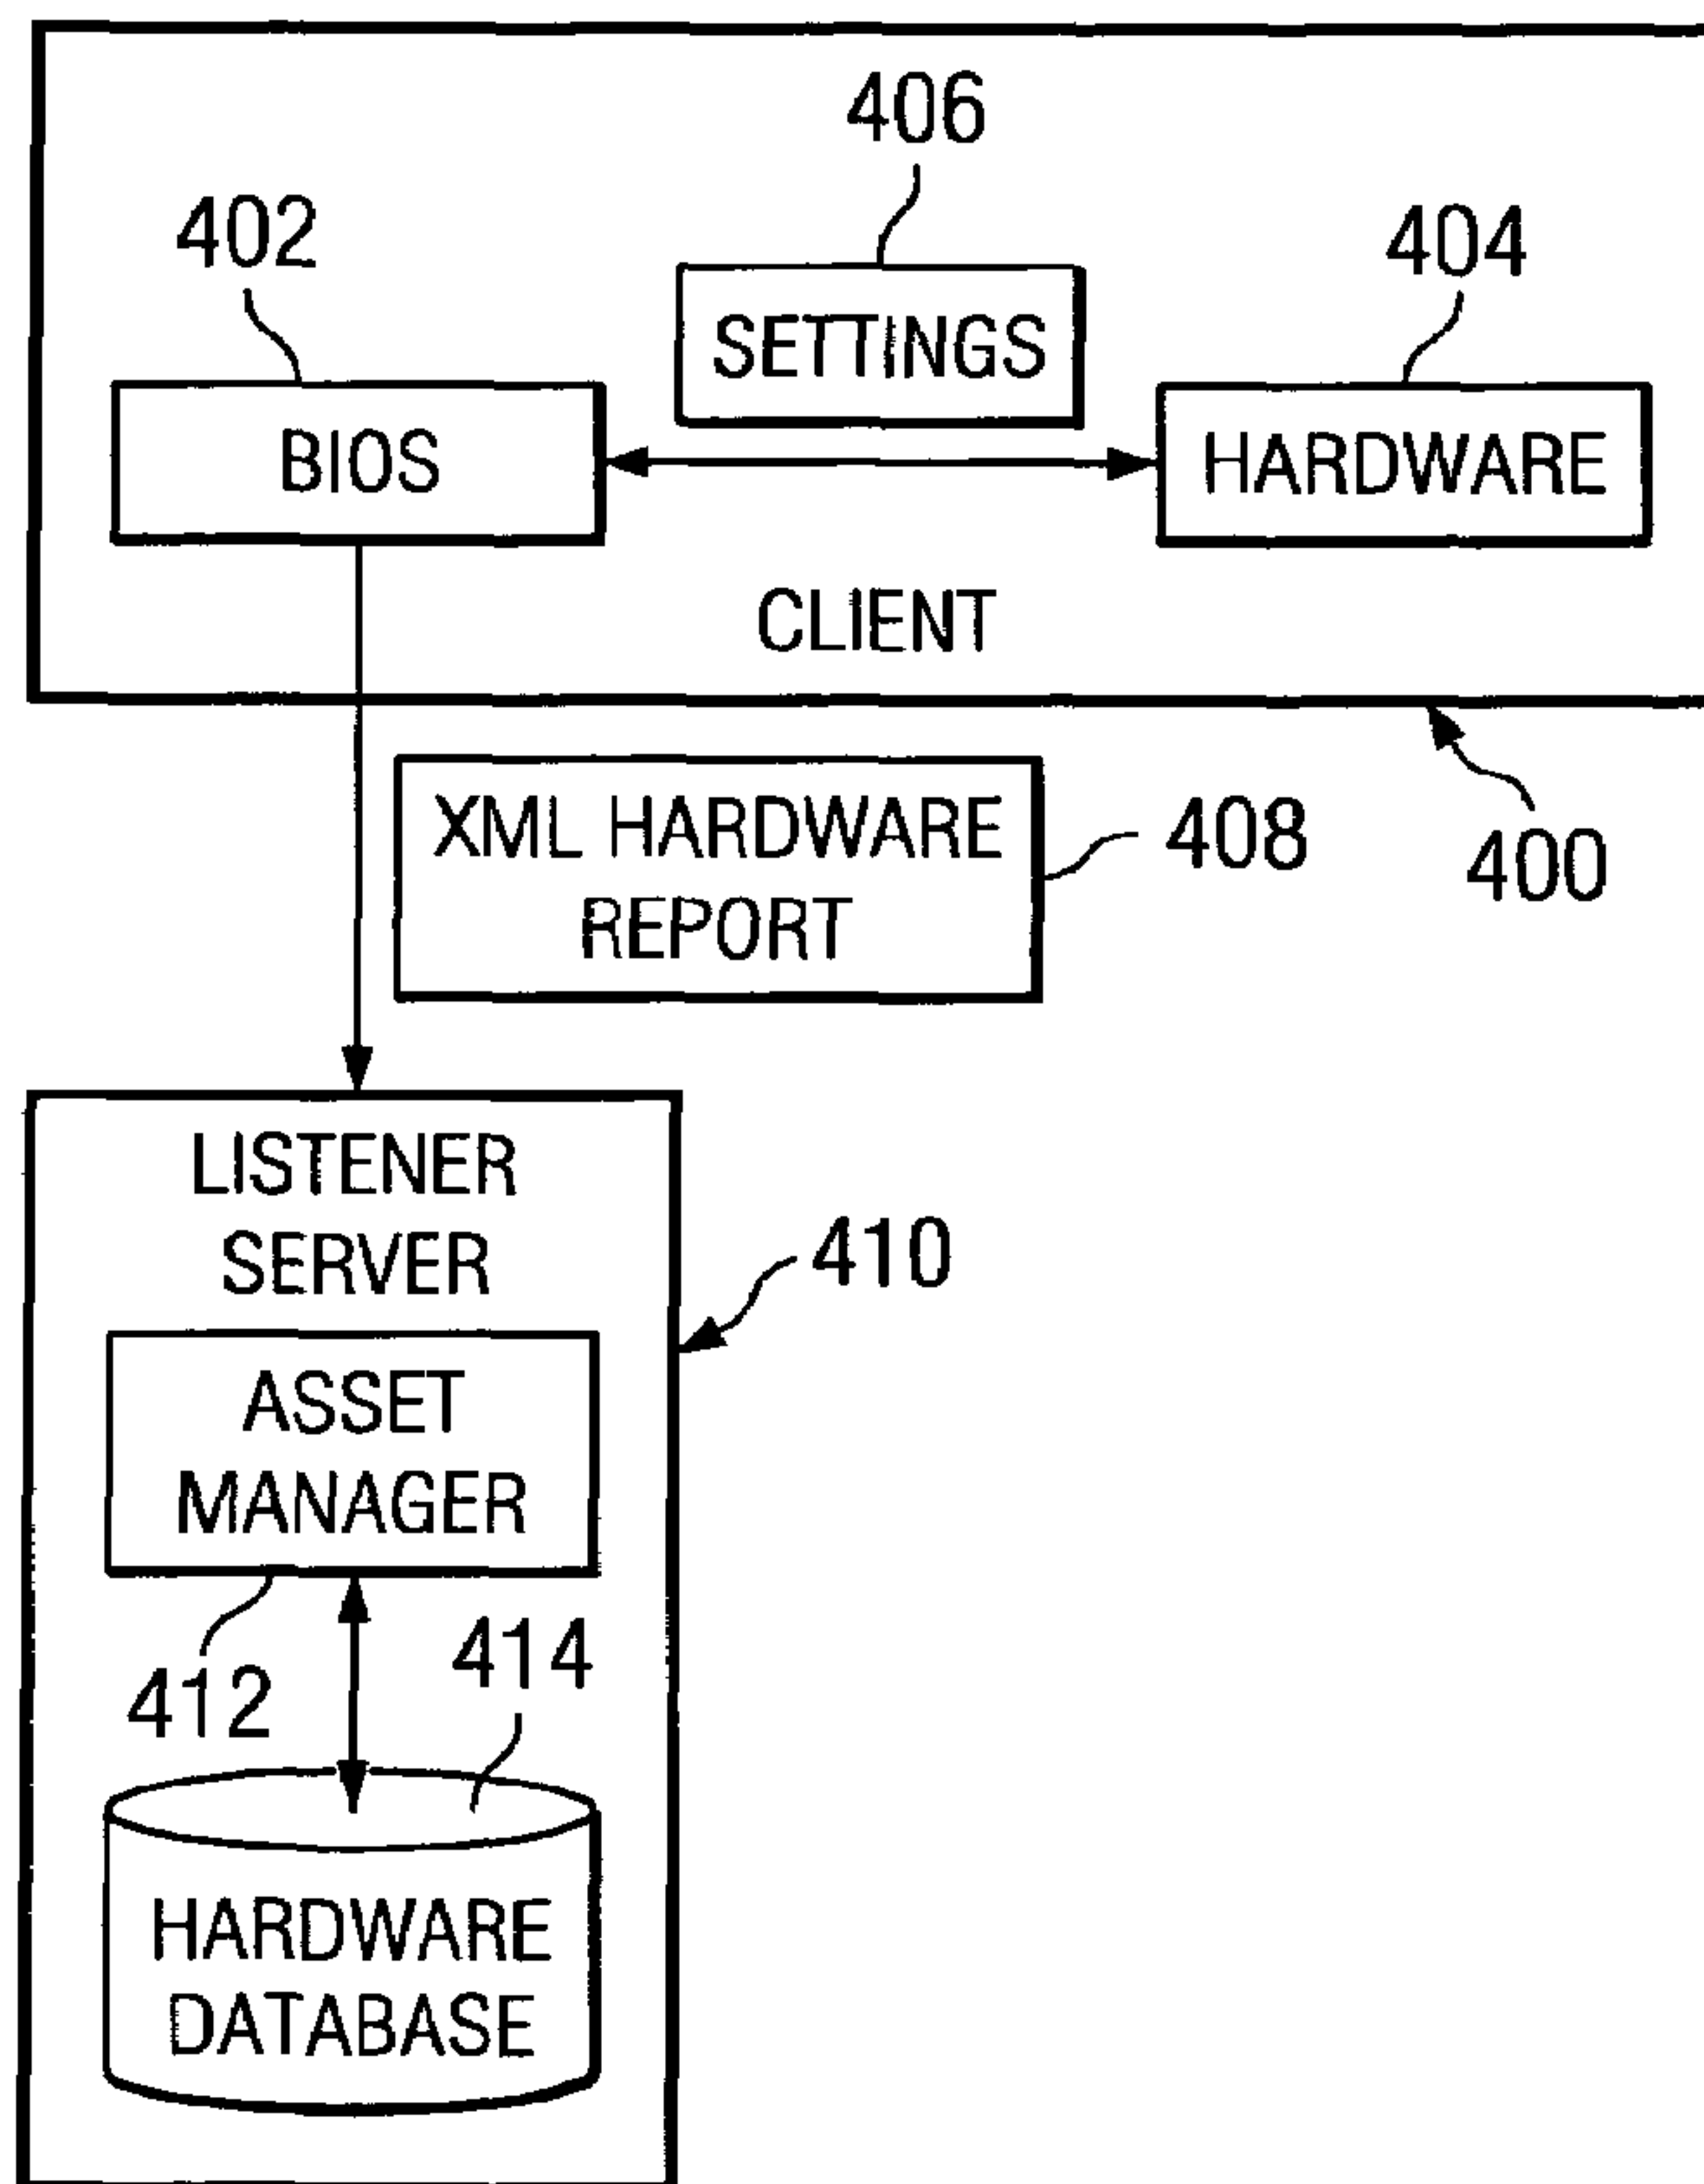 406
402
404
SETTINGS
BIOS
HARDWARE
CLIENT
XML HARDWARE
REPORT
408
400
LISTENER
SERVER
410
ASSET
MANAGER
414
412
HARDWARE
DATABASE